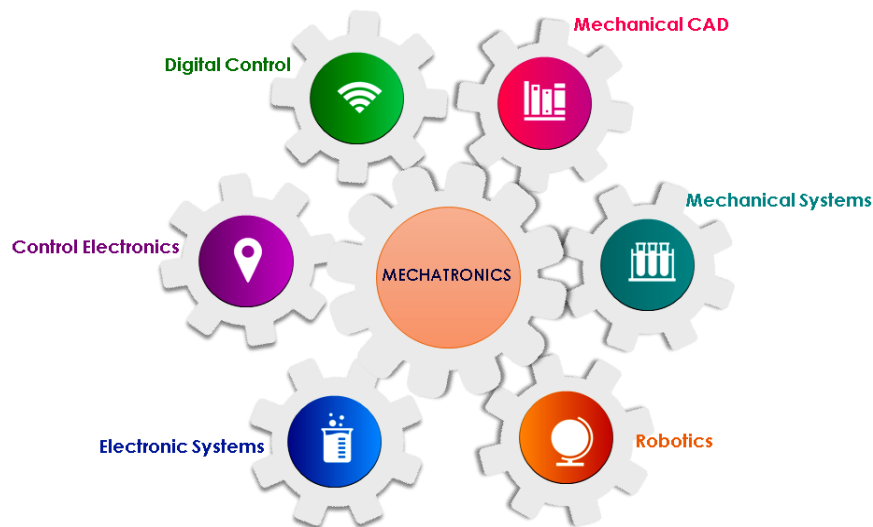 Mechanical CAD
Digital Control
Mechanical Systems
Control Electronics
MECHATRONICS
Robotics
Electronic Systems